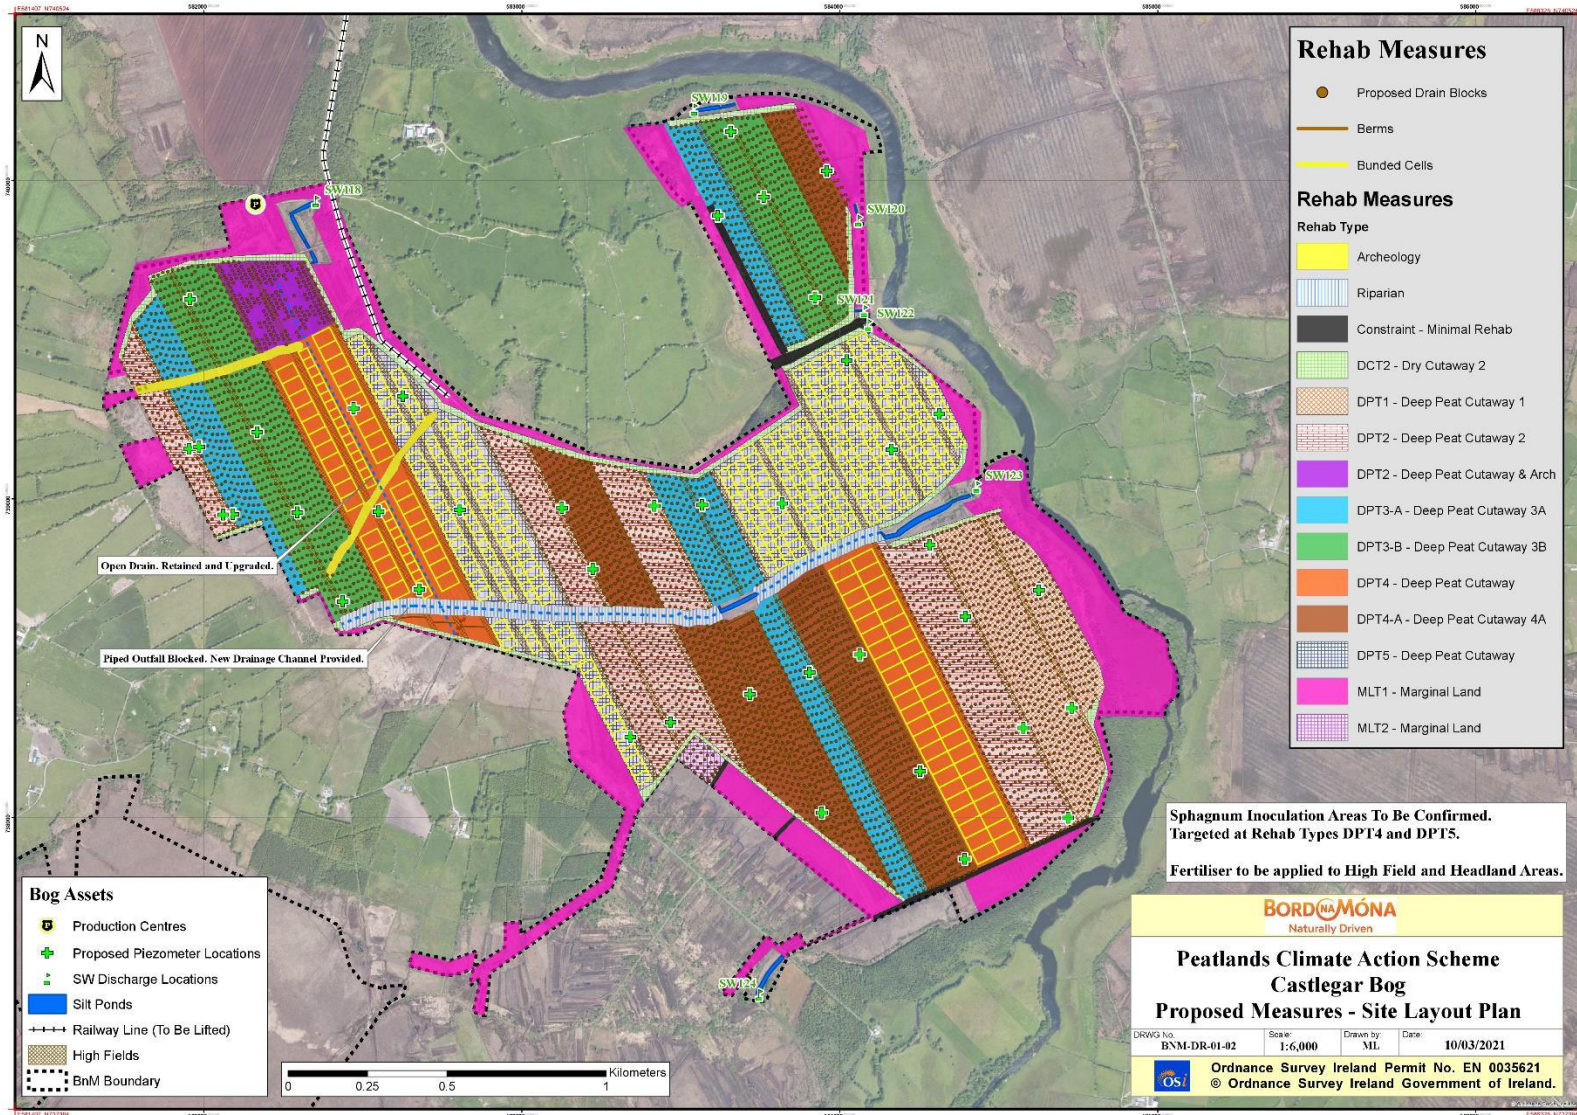 E581407 N740524
582000
583000
584000
585000
586000
N
740000
739000
738000
SW118
SW119
SW120
SW121
SW122
SW123
SW124
P
Open Drain. Retained and Upgraded.
Piped Outfall Blocked. New Drainage Channel Provided.
Rehab Measures
Proposed Drain Blocks
Berms
Bunded Cells
Rehab Measures
Rehab Type
Archeology
Riparian
Constraint - Minimal Rehab
DCT2 - Dry Cutaway 2
DPT1 - Deep Peat Cutaway 1
DPT2 - Deep Peat Cutaway 2
DPT2 - Deep Peat Cutaway & Arch
DPT3-A - Deep Peat Cutaway 3A
DPT3-B - Deep Peat Cutaway 3B
DPT4 - Deep Peat Cutaway
DPT4-A - Deep Peat Cutaway 4A
DPT5 - Deep Peat Cutaway
MLT1 - Marginal Land
MLT2 - Marginal Land
Sphagnum Inoculation Areas To Be Confirmed.
Targeted at Rehab Types DPT4 and DPT5.
Fertiliser to be applied to High Field and Headland Areas.
Bog Assets
Production Centres
Proposed Piezometer Locations
SW Discharge Locations
Silt Ponds
Railway Line (To Be Lifted)
High Fields
BnM Boundary
Kilometers
0 0.25 0.5 1
BORD NA MÓNA
Naturally Driven
Peatlands Climate Action Scheme
Castlegar Bog
Proposed Measures - Site Layout Plan
DRWG No. BNM-DR-01-02
Scale: 1:6,000
Drawn by: ML
Date: 10/03/2021
OSi
Ordnance Survey Ireland Permit No. EN 0035621
© Ordnance Survey Ireland Government of Ireland.